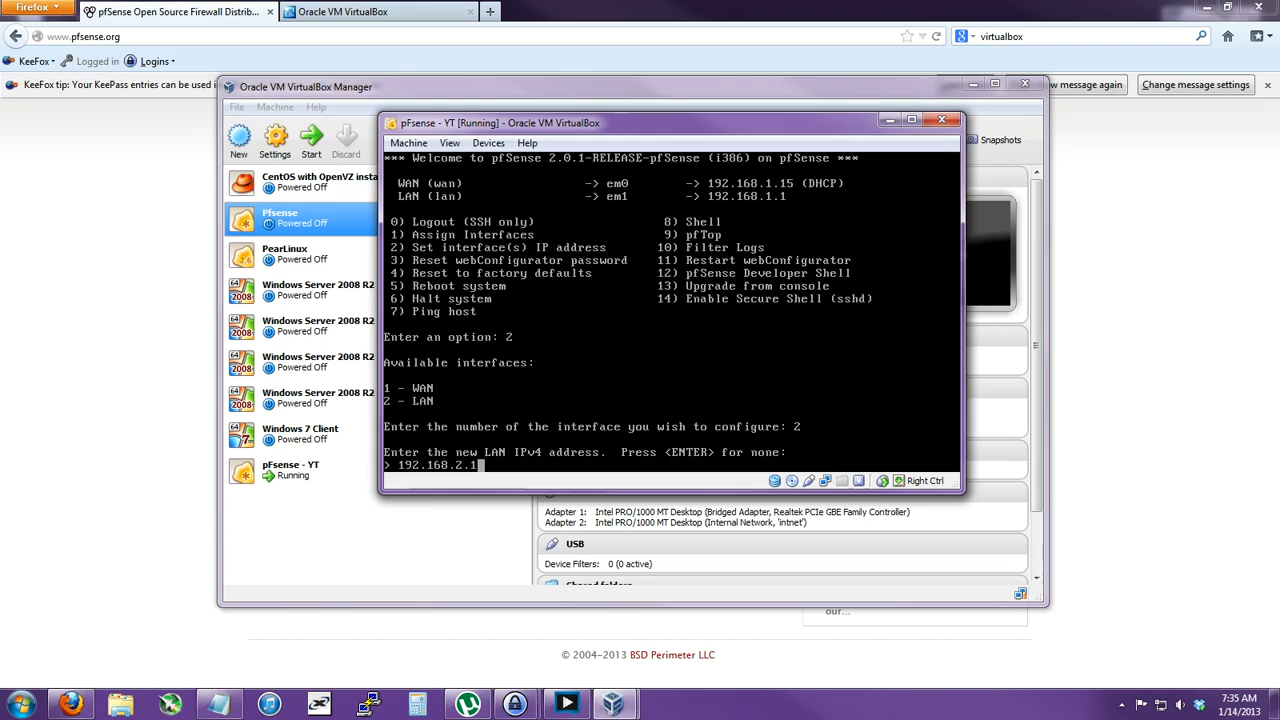 Firefox
pfSense Open Source Firewall Distrib...
Oracle VM VirtualBox
www.pfsense.org
virtualbox
KeeFox
Logged in
Logins
KeeFox tip: Your KeePass entries can be used i
w message again
Change message settings
Oracle VM VirtualBox Manager
File Machine Help
New
Settings
Start
Discard
Snapshots
CentOS with OpenVZ insta
Powered Off
Pfsense
Powered Off
PearLinux
Powered Off
Windows Server 2008 R2
Powered Off
Windows Server 2008 R2
Powered Off
Windows Server 2008 R2
Powered Off
Windows Server 2008 R2
Powered Off
Windows 7 Client
Powered Off
pfSense - YT
Running
pFsense - YT [Running] - Oracle VM VirtualBox
Machine View Devices Help
*** Welcome to pfSense 2.0.1-RELEASE-pfSense (i386) on pfSense ***
WAN (wan) -> em0 -> 192.168.1.15 (DHCP)
LAN (lan) -> em1 -> 192.168.1.1
0) Logout (SSH only) 8) Shell
1) Assign Interfaces 9) pfTop
2) Set interface(s) IP address 10) Filter Logs
3) Reset webConfigurator password 11) Restart webConfigurator
4) Reset to factory defaults 12) pfSense Developer Shell
5) Reboot system 13) Upgrade from console
6) Halt system 14) Enable Secure Shell (sshd)
7) Ping host
Enter an option: 2
Available interfaces:
1 - WAN
2 - LAN
Enter the number of the interface you wish to configure: 2
Enter the new LAN IPv4 address. Press <ENTER> for none:
> 192.168.2.1
Right Ctrl
Adapter 1: Intel PRO/1000 MT Desktop (Bridged Adapter, Realtek PCIe GBE Family Controller)
Adapter 2: Intel PRO/1000 MT Desktop (Internal Network, 'intnet')
USB
Device Filters: 0 (0 active)
Shared folders
our...
© 2004-2013 BSD Perimeter LLC
7:35 AM
1/14/2013